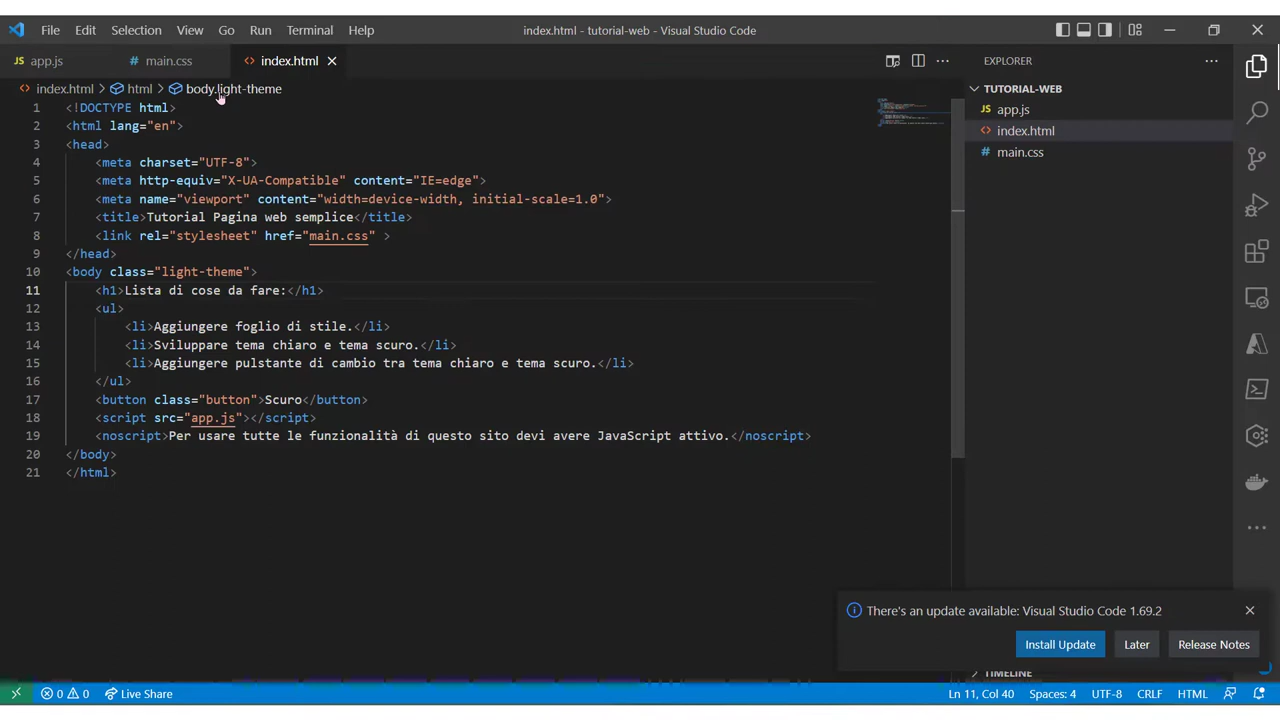 File Edit Selection View Go Run Terminal Help index.html - tutorial-web - Visual Studio Code
JS app.js main.css <> index.html
<> index.html > html > body.light-theme
1 <!DOCTYPE html>
2 <html lang="en">
3 <head>
4 <meta charset="UTF-8">
5 <meta http-equiv="X-UA-Compatible" content="IE=edge">
6 <meta name="viewport" content="width=device-width, initial-scale=1.0">
7 <title>Tutorial Pagina web semplice</title>
8 <link rel="stylesheet" href="main.css" >
9 </head>
10 <body class="light-theme">
11 <h1>Lista di cose da fare:</h1>
12 <ul>
13 <li>Aggiungere foglio di stile.</li>
14 <li>Sviluppare tema chiaro e tema scuro.</li>
15 <li>Aggiungere pulstante di cambio tra tema chiaro e tema scuro.</li>
16 </ul>
17 <button class="button">Scuro</button>
18 <script src="app.js"></script>
19 <noscript>Per usare tutte le funzionalità di questo sito devi avere JavaScript attivo.</noscript>
20 </body>
21 </html>
EXPLORER
TUTORIAL-WEB
JS app.js
<> index.html
main.css
There's an update available: Visual Studio Code 1.69.2
Install Update Later Release Notes
TIMELINE
0 0 Live Share Ln 11, Col 40 Spaces: 4 UTF-8 CRLF HTML